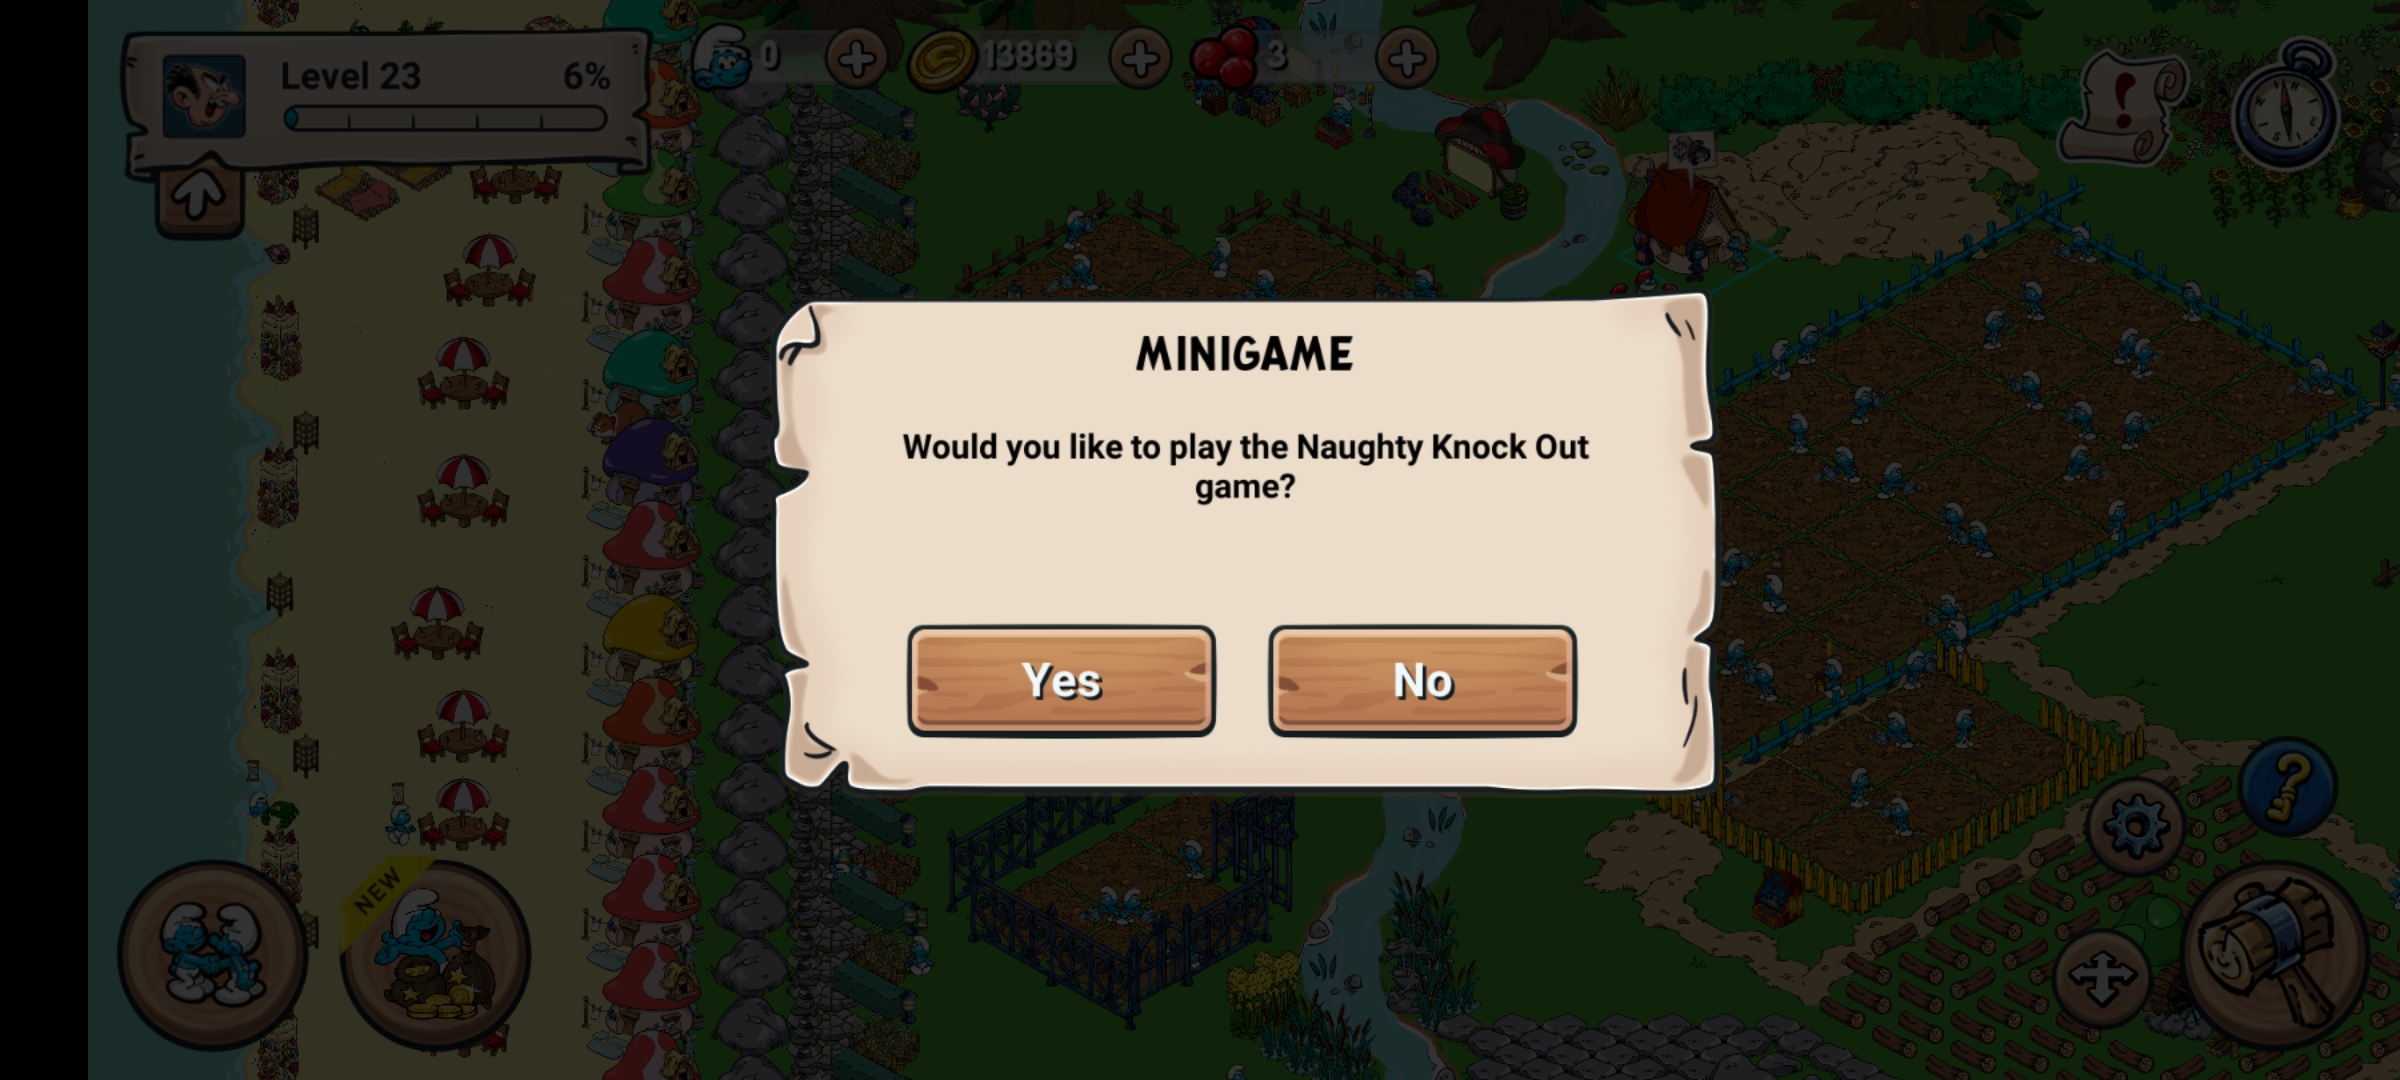 Level 23
6%
0
13869
3
MINIGAME
Would you like to play the Naughty Knock Out
game?
Yes
No
NEW